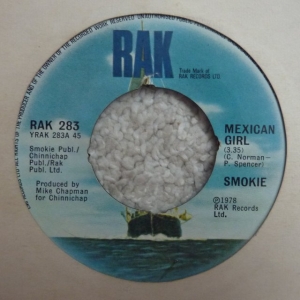 RAK
Trade Mark of
RAK RECORDS LTD.
RAK 283
YRAK 283A 45
Smokie Publ./
Chinnichap
Publ./Rak
Publ. Ltd.
Produced by
Mike Chapman
for Chinnichap
MEXICAN
GIRL
(3.35)
(C. Norman-
P. Spencer)
SMOKIE
℗1978
RAK Records
Ltd.